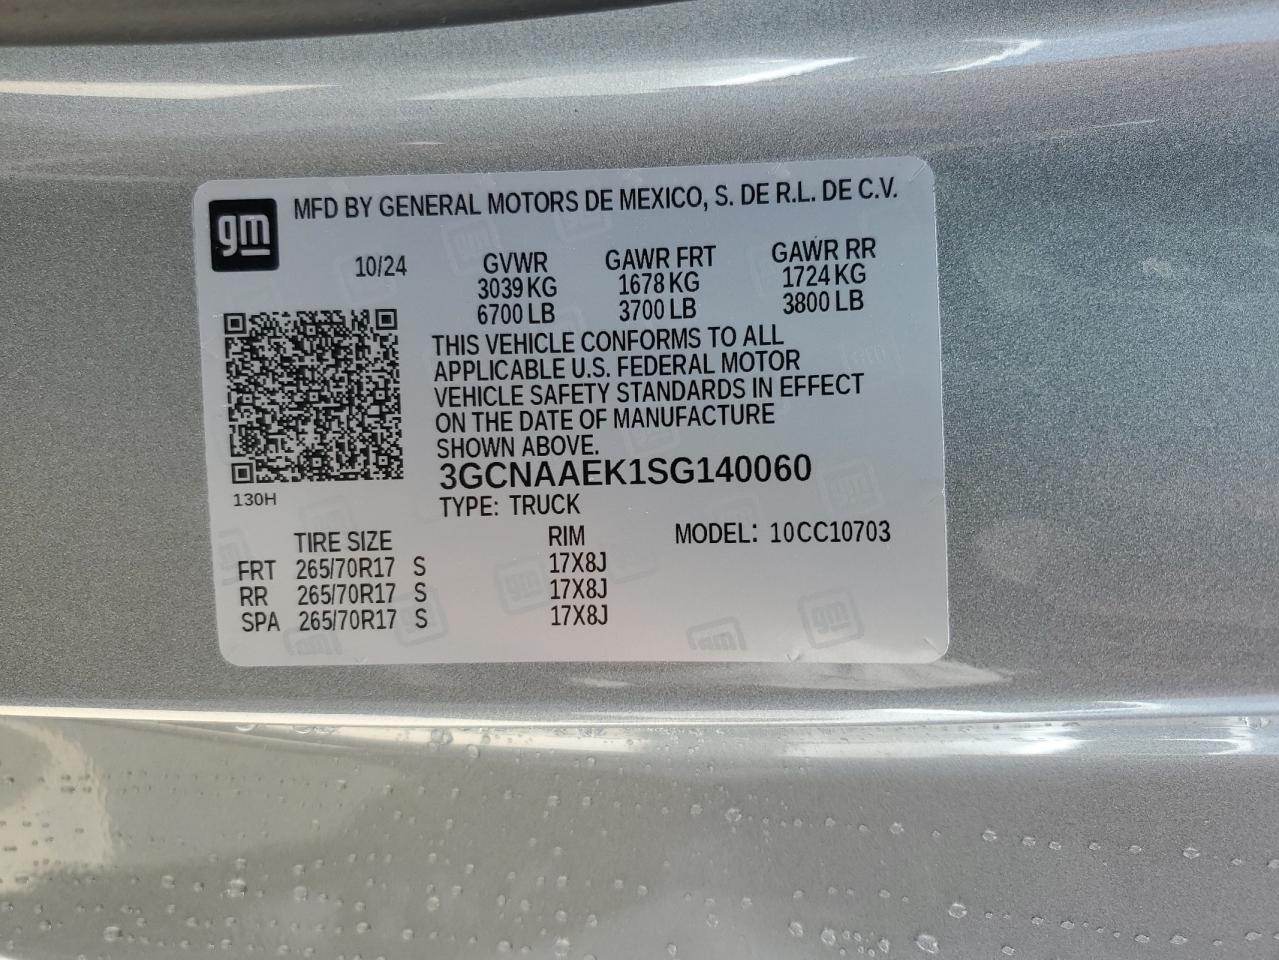 gm
MFD BY GENERAL MOTORS DE MEXICO, S. DE R.L. DE C.V.
10/24 GVWR GAWR FRT GAWR RR
3039 KG 1678 KG 1724 KG
6700 LB 3700 LB 3800 LB
THIS VEHICLE CONFORMS TO ALL
APPLICABLE U.S. FEDERAL MOTOR
VEHICLE SAFETY STANDARDS IN EFFECT
ON THE DATE OF MANUFACTURE
SHOWN ABOVE.
3GCNAAEK1SG140060
130H
TYPE: TRUCK
TIRE SIZE RIM MODEL: 10CC10703
FRT 265/70R17 S 17X8J
RR 265/70R17 S 17X8J
SPA 265/70R17 S 17X8J